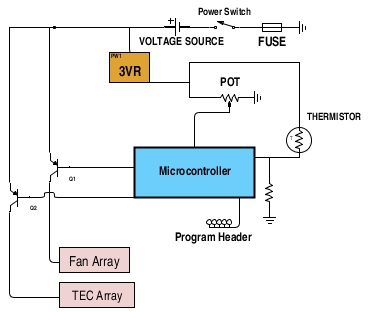 Power Switch
+
VOLTAGE SOURCE
FUSE
PW1
3VR
POT
THERMISTOR
T
Microcontroller
Q1
Q2
Program Header
Fan Array
TEC Array